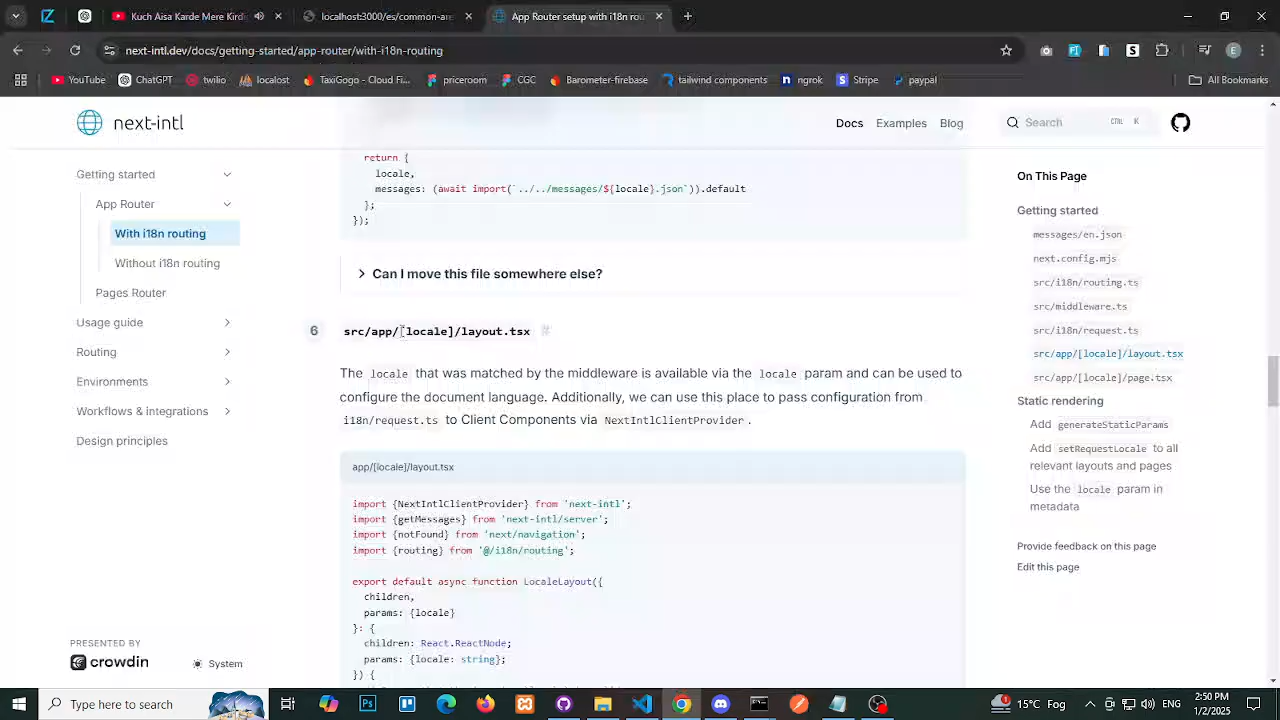 Kuch Aisa Karde Mer Kirde
localhost3000/es/common-ans
App Router setup with i18n rou
next-intl.dev/docs/getting-started/app-router/with-i18n-routing
E
YouTube
ChatGPT
twilio
localost
TaxiGogo - Cloud Fi...
priceroom
CGC
Barometer-firebase
tailwind components
ngrok
Stripe
paypal
All Bookmarks
next-intl
Docs
Examples
Blog
Search
CTRL K
Getting started
App Router
With i18n routing
Without i18n routing
Pages Router
Usage guide
Routing
Environments
Workflows & integrations
Design principles
PRESENTED BY
crowdin
System
return {
locale,
messages: (await import(`../../messages/${locale}.json`)).default
};
});
Can I move this file somewhere else?
6
src/app/[locale]/layout.tsx #
The locale that was matched by the middleware is available via the locale param and can be used to
configure the document language. Additionally, we can use this place to pass configuration from
i18n/request.ts to Client Components via NextIntlClientProvider.
app/[locale]/layout.tsx
import {NextIntlClientProvider} from 'next-intl';
import {getMessages} from 'next-intl/server';
import {notFound} from 'next/navigation';
import {routing} from '@/i18n/routing';
export default async function LocaleLayout({
children,
params: {locale}
}: {
children: React.ReactNode;
params: {locale: string};
}) {
On This Page
Getting started
messages/en.json
next.config.mjs
src/i18n/routing.ts
src/middleware.ts
src/i18n/request.ts
src/app/[locale]/layout.tsx
src/app/[locale]/page.tsx
Static rendering
Add generateStaticParams
Add setRequestLocale to all
relevant layouts and pages
Use the locale param in
metadata
Provide feedback on this page
Edit this page
Type here to search
15°C Fog
ENG
2:50 PM
1/2/2025